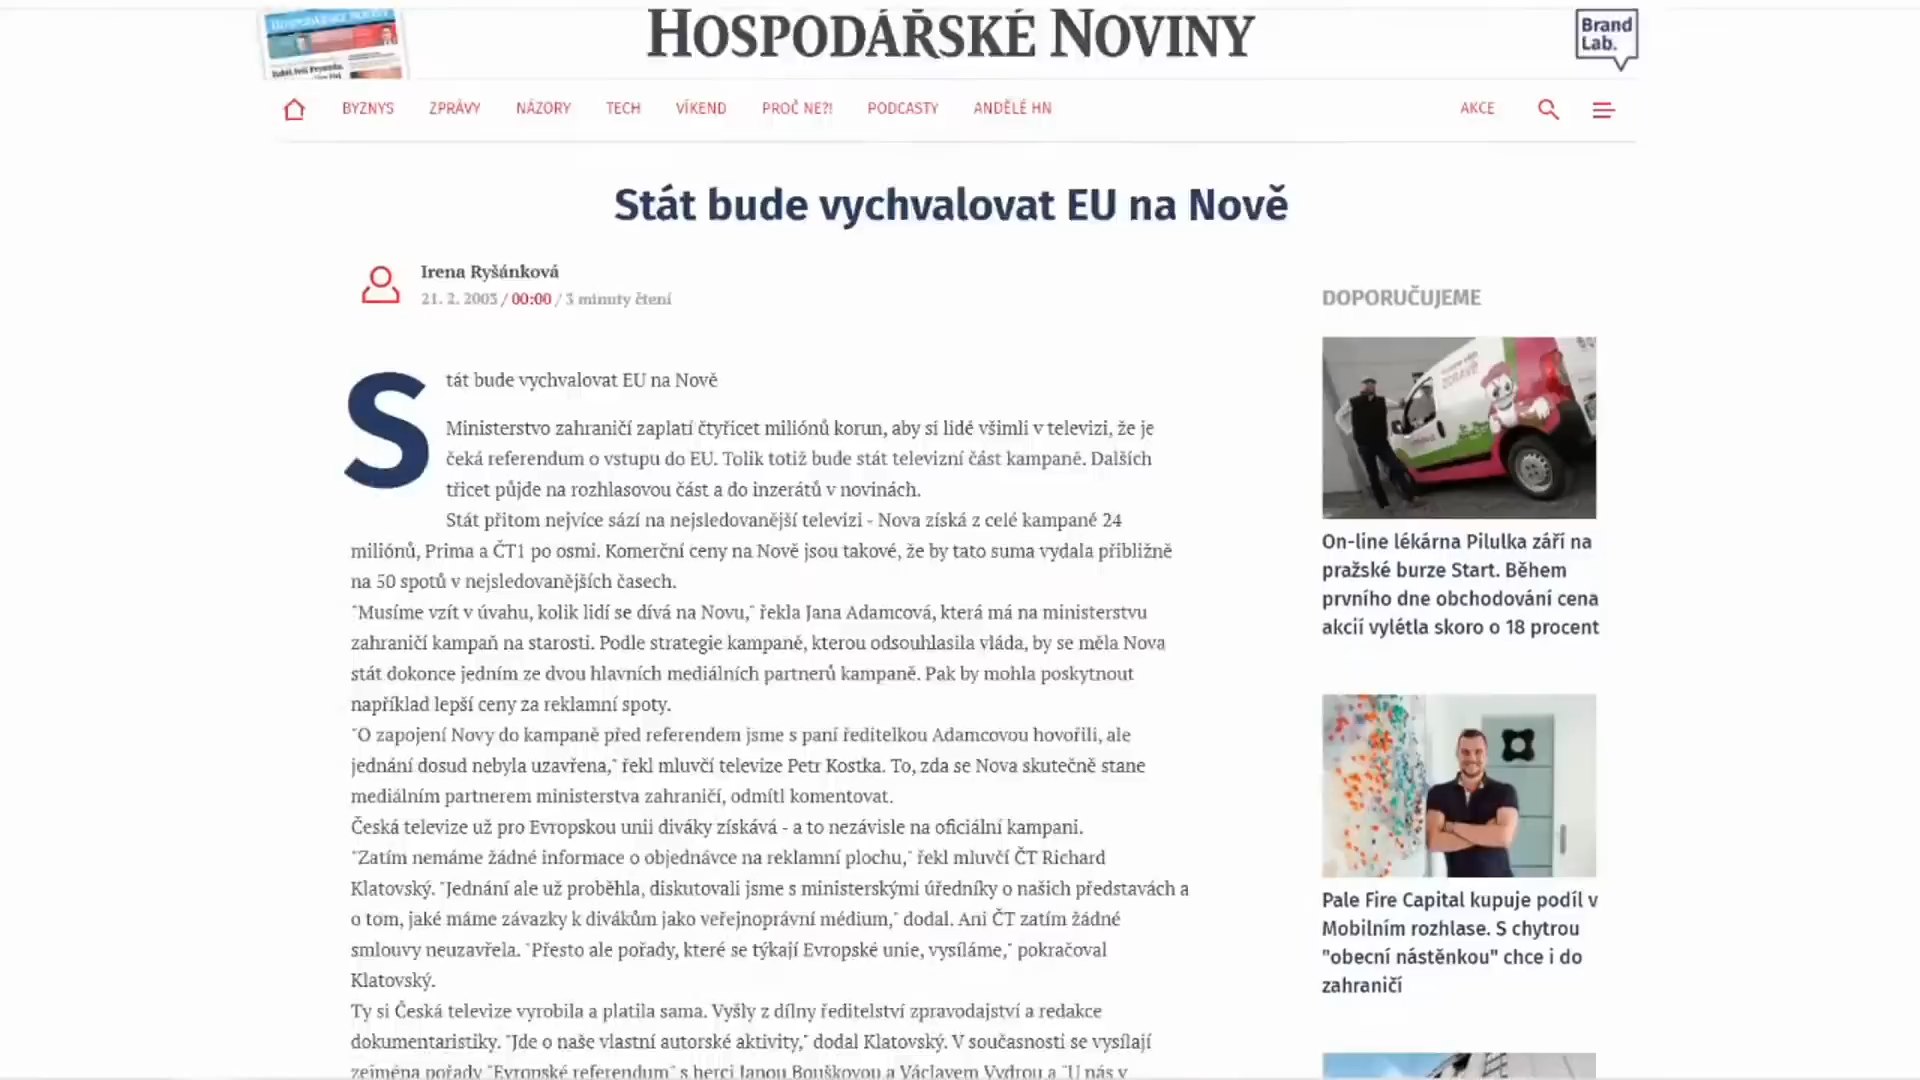 HOSPODÁŘSKÉ NOVINY
Brand
Lab.
BYZNYS ZPRÁVY NÁZORY TECH VÍKEND PROČ NE?! PODCASTY ANDĚLÉ HN AKCE
Stát bude vychvalovat EU na Nově
Irena Ryšánková
21. 2. 2003 / 00:00 / 3 minuty čtení
Stát bude vychvalovat EU na Nově
Ministerstvo zahraničí zaplatí čtyřicet miliónů korun, aby si lidé všimli v televizi, že je
čeká referendum o vstupu do EU. Tolik totiž bude stát televizní část kampaně. Dalších
třicet půjde na rozhlasovou část a do inzerátů v novinách.
Stát přitom nejvíce sází na nejsledovanější televizi - Nova získá z celé kampaně 24
miliónů, Prima a ČT1 po osmi. Komerční ceny na Nově jsou takové, že by tato suma vydala přibližně
na 50 spotů v nejsledovanějších časech.
"Musíme vzít v úvahu, kolik lidí se dívá na Novu," řekla Jana Adamcová, která má na ministerstvu
zahraničí kampaň na starosti. Podle strategie kampaně, kterou odsouhlasila vláda, by se měla Nova
stát dokonce jedním ze dvou hlavních mediálních partnerů kampaně. Pak by mohla poskytnout
například lepší ceny za reklamní spoty.
"O zapojení Novy do kampaně před referendem jsme s paní ředitelkou Adamcovou hovořili, ale
jednání dosud nebyla uzavřena," řekl mluvčí televize Petr Kostka. To, zda se Nova skutečně stane
mediálním partnerem ministerstva zahraničí, odmítl komentovat.
Česká televize už pro Evropskou unii diváky získává - a to nezávisle na oficiální kampani.
"Zatím nemáme žádné informace o objednávce na reklamní plochu," řekl mluvčí ČT Richard
Klatovský. "Jednání ale už proběhla, diskutovali jsme s ministerskými úředníky o našich představách a
o tom, jaké máme závazky k divákům jako veřejnoprávní médium," dodal. Ani ČT zatím žádné
smlouvy neuzavřela. "Přesto ale pořady, které se týkají Evropské unie, vysíláme," pokračoval
Klatovský.
Ty si Česká televize vyrobila a platila sama. Vyšly z dílny ředitelství zpravodajství a redakce
dokumentaristiky. "Jde o naše vlastní autorské aktivity," dodal Klatovský. V současnosti se vysílají
zejména pořady "Evropské referendum" s herci Janou Bouškovou a Václavem Vydrou a "U nás v
DOPORUČUJEME
ZDRAVĚ
On-line lékárna Pilulka září na
pražské burze Start. Během
prvního dne obchodování cena
akcií vylétla skoro o 18 procent
Pale Fire Capital kupuje podíl v
Mobilním rozhlase. S chytrou
"obecní nástěnkou" chce i do
zahraničí